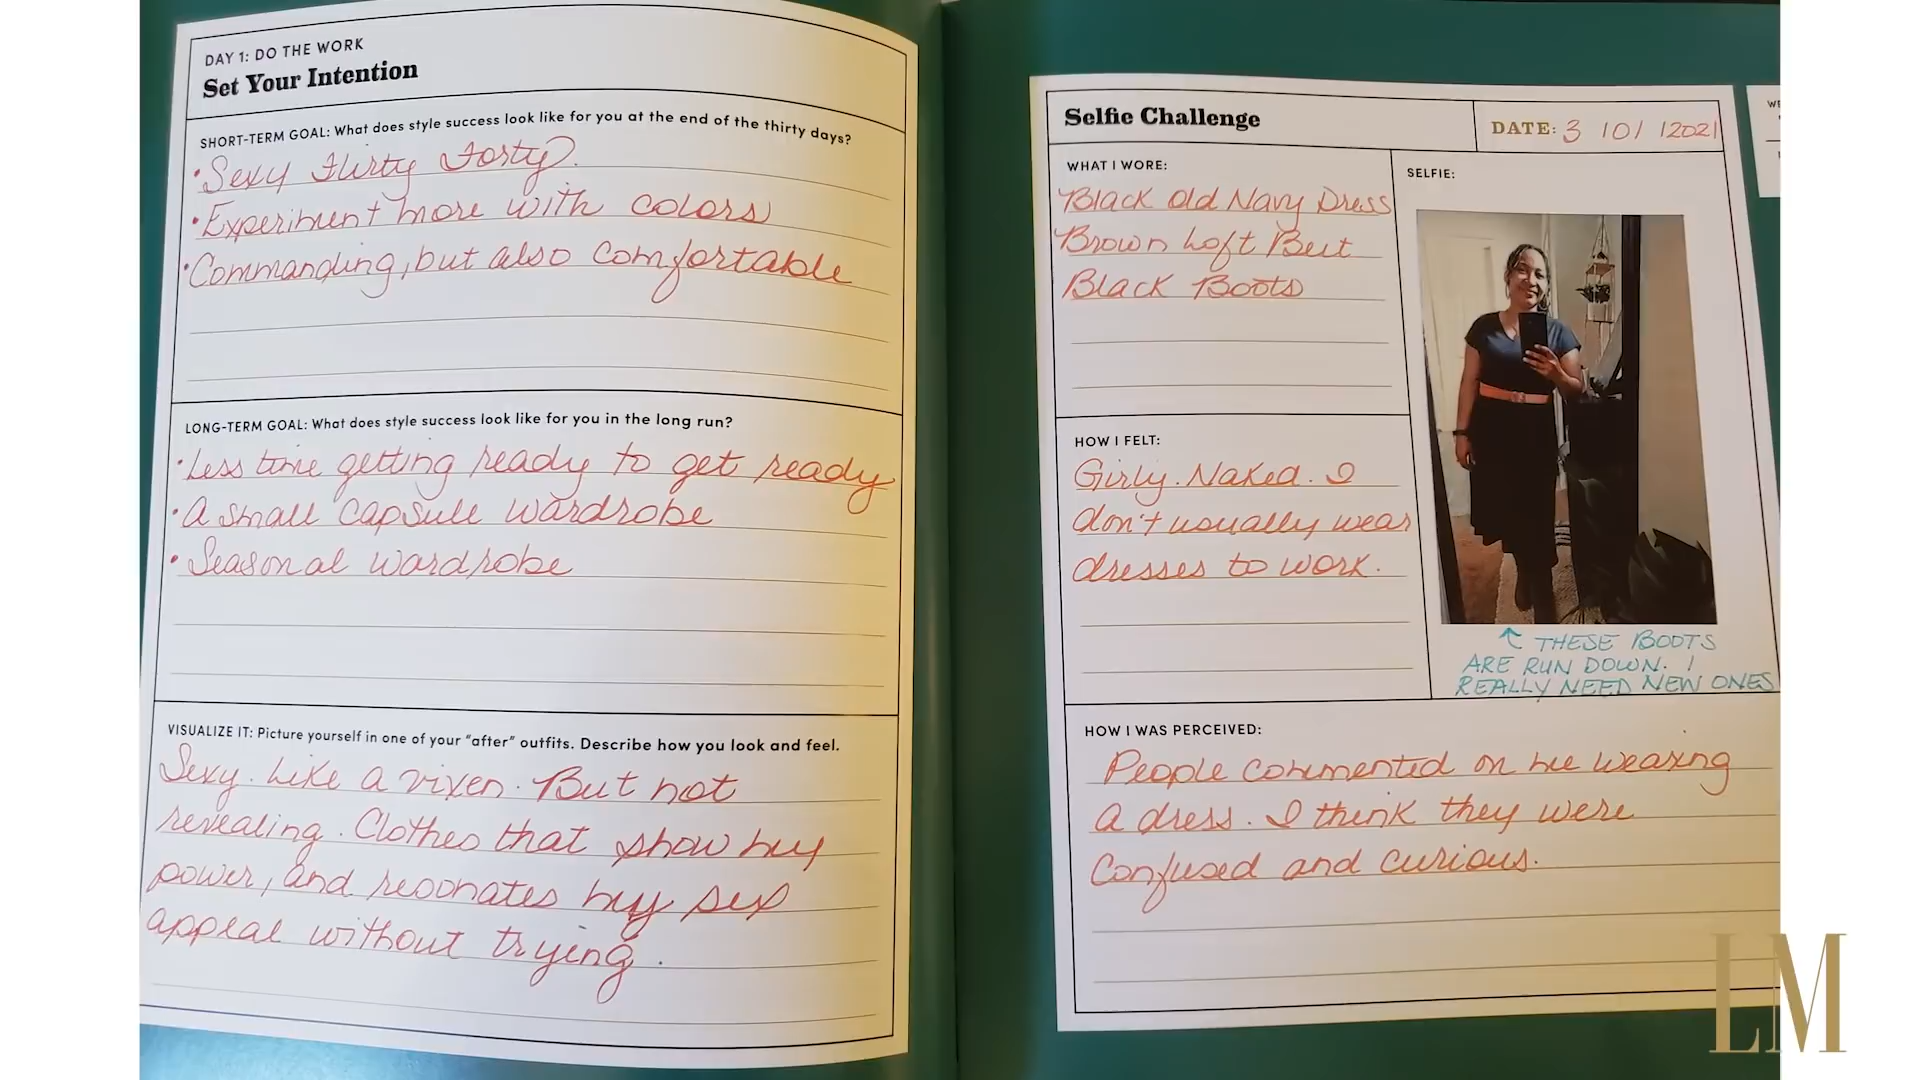 DAY 1: DO THE WORK
Set Your Intention
SHORT-TERM GOAL: What does style success look like for you at the end of the thirty days?
• Sexy Flirty Forty.
• Experiment more with colors
• Commanding, but also comfortable
LONG-TERM GOAL: What does style success look like for you in the long run?
• Less time getting ready to get ready
• A small capsule wardrobe
• Seasonal wardrobe
VISUALIZE IT: Picture yourself in one of your "after" outfits. Describe how you look and feel.
Sexy. Like a vixen. But not
revealing. Clothes that show my
power, and resonates my sex
appeal without trying.
Selfie Challenge
DATE: 3 10/ 12021
WHAT I WORE:
Black Old Navy Dress
Brown Loft Belt
Black Boots
SELFIE:
HOW I FELT:
Girly. Naked. I
don't usually wear
dresses to work.
THESE BOOTS
ARE RUN DOWN. I
REALLY NEED NEW ONES
HOW I WAS PERCEIVED:
People commented on me wearing
a dress. I think they were
confused and curious.
LM